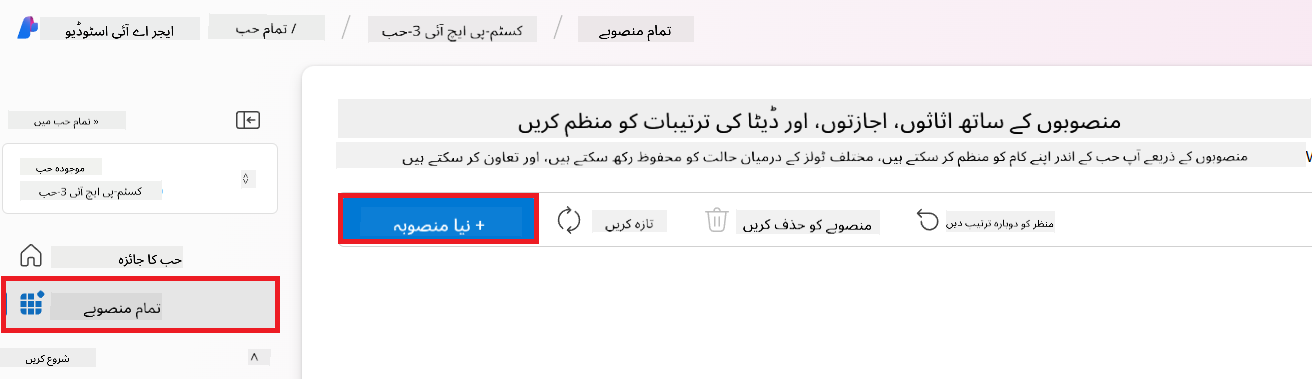 ایجر اے آئی اسٹوڈیو
تمام حب /
کسٹم-پی ایچ آئی 3-حب
/
تمام منصوبے
تمام حب میں »
موجودہ حب
کسٹم-پی ایچ آئی 3-حب
حب کا جائزہ
تمام منصوبے
شروع کریں
منصوبوں کے ساتھ اثاثوں، اجازتوں، اور ڈیٹا کی ترتیبات کو منظم کریں
منصوبوں کے ذریعے آپ حب کے اندر اپنے کام کو منظم کر سکتے ہیں، مختلف ٹولز کے درمیان حالت کو محفوظ رکھ سکتے ہیں، اور تعاون کر سکتے ہیں
+ نیا منصوبہ
تازہ کریں
منصوبے کو حذف کریں
منظر کو دوبارہ ترتیب دیں